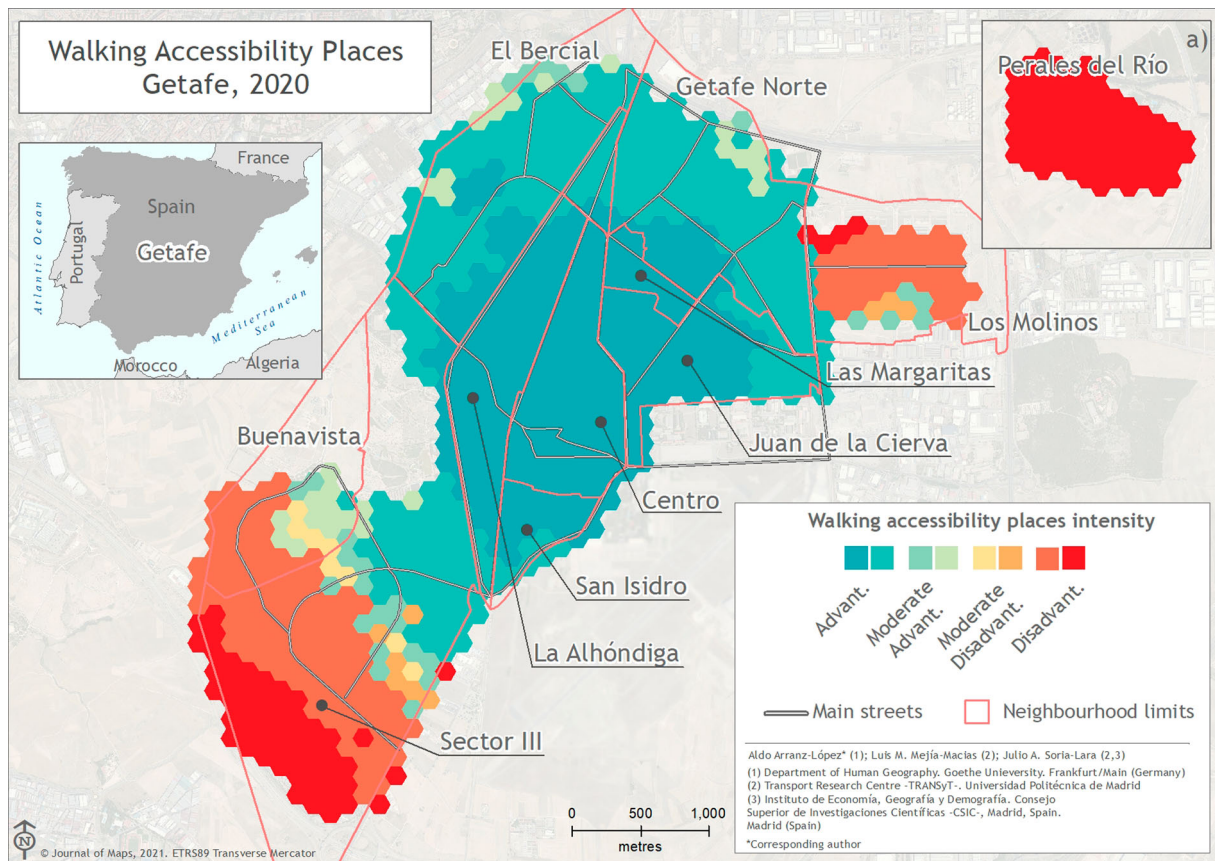 Walking Accessibility Places
Getafe, 2020
El Bercial
Getafe Norte
a)
Perales del Río
France
Spain
Portugal
Getafe
Atlantic Ocean
Mediterranean
Sea
Morocco
Algeria
Los Molinos
Las Margaritas
Juan de la Cierva
Buenavista
Centro
San Isidro
La Alhóndiga
Sector III
Walking accessibility places intensity
Advant.
Moderate
Advant.
Moderate
Disadvant.
Disadvant.
Main streets
Neighbourhood limits
Aldo Arranz-López* (1); Luis M. Mejía-Macias (2); Julio A. Soria-Lara (2,3)
(1) Department of Human Geography. Goethe Unieversity. Frankfurt/Main (Germany)
(2) Transport Research Centre -TRANSyT-. Universidad Politécnica de Madrid
(3) Instituto de Economía, Geografía y Demografía. Consejo
Superior de Investigaciones Científicas -CSIC-, Madrid, Spain.
Madrid (Spain)
*Corresponding author
0 500 1,000
metres
N
© Journal of Maps, 2021. ETRS89 Transverse Mercator